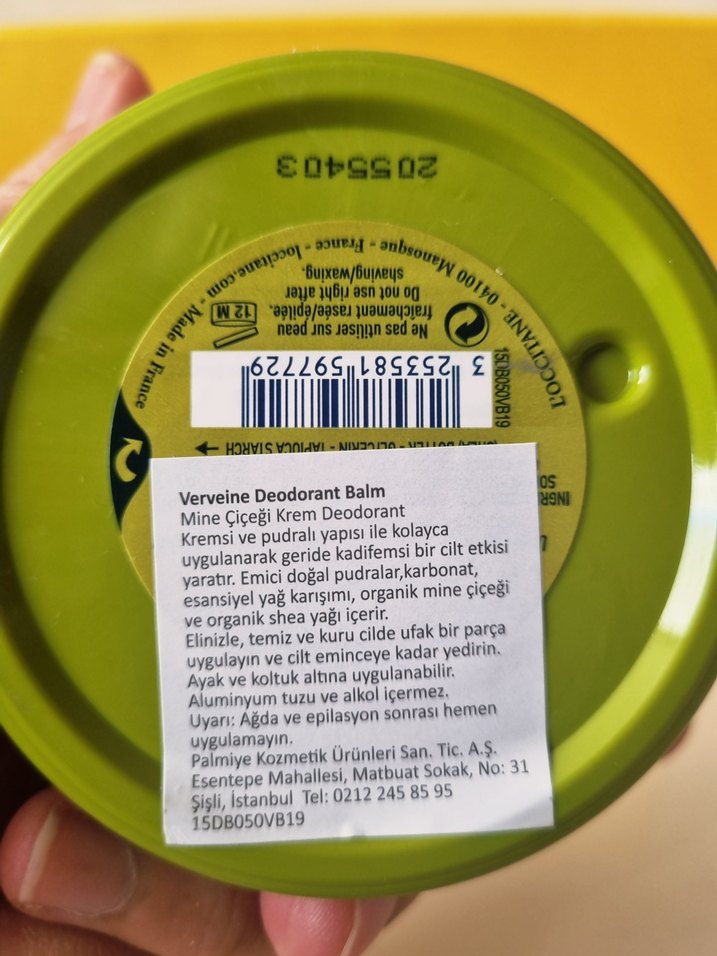 2055403
L'OCCITANE - 04100 Manosque - France - loccitane.com - Made in France
Ne pas utiliser sur peau
fraîchement rasée/épilée.
Do not use right after
shaving/waxing.
12 M
3 253581 597729
15DB050VB19
BUTTER - GLYCERIN - TAPIOCA STARCH
Verveine Deodorant Balm
Mine Çiçeği Krem Deodorant
Kremsi ve pudralı yapısı ile kolayca
uygulanarak geride kadifemsi bir cilt etkisi
yaratır. Emici doğal pudralar,karbonat,
esansiyel yağ karışımı, organik mine çiçeği
ve organik shea yağı içerir.
Elinizle, temiz ve kuru cilde ufak bir parça
uygulayın ve cilt eminceye kadar yedirin.
Ayak ve koltuk altına uygulanabilir.
Aluminyum tuzu ve alkol içermez.
Uyarı: Ağda ve epilasyon sonrası hemen
uygulamayın.
Palmiye Kozmetik Ürünleri San. Tic. A.Ş.
Esentepe Mahallesi, Matbuat Sokak, No: 31
Şişli, İstanbul Tel: 0212 245 85 95
15DB050VB19